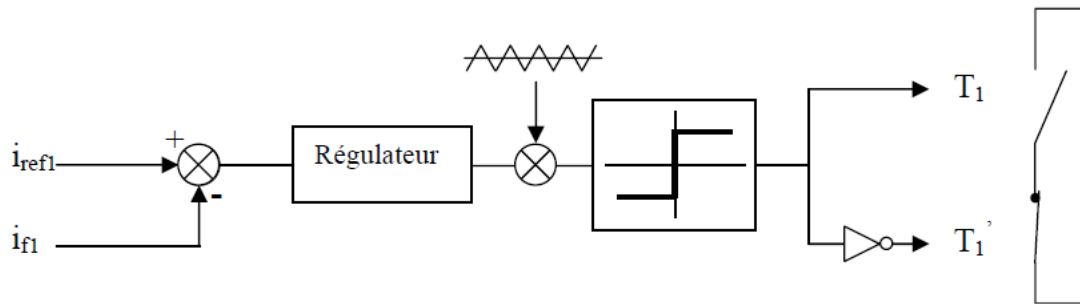 T1
+
iref1
Régulateur
-
if1
T1’